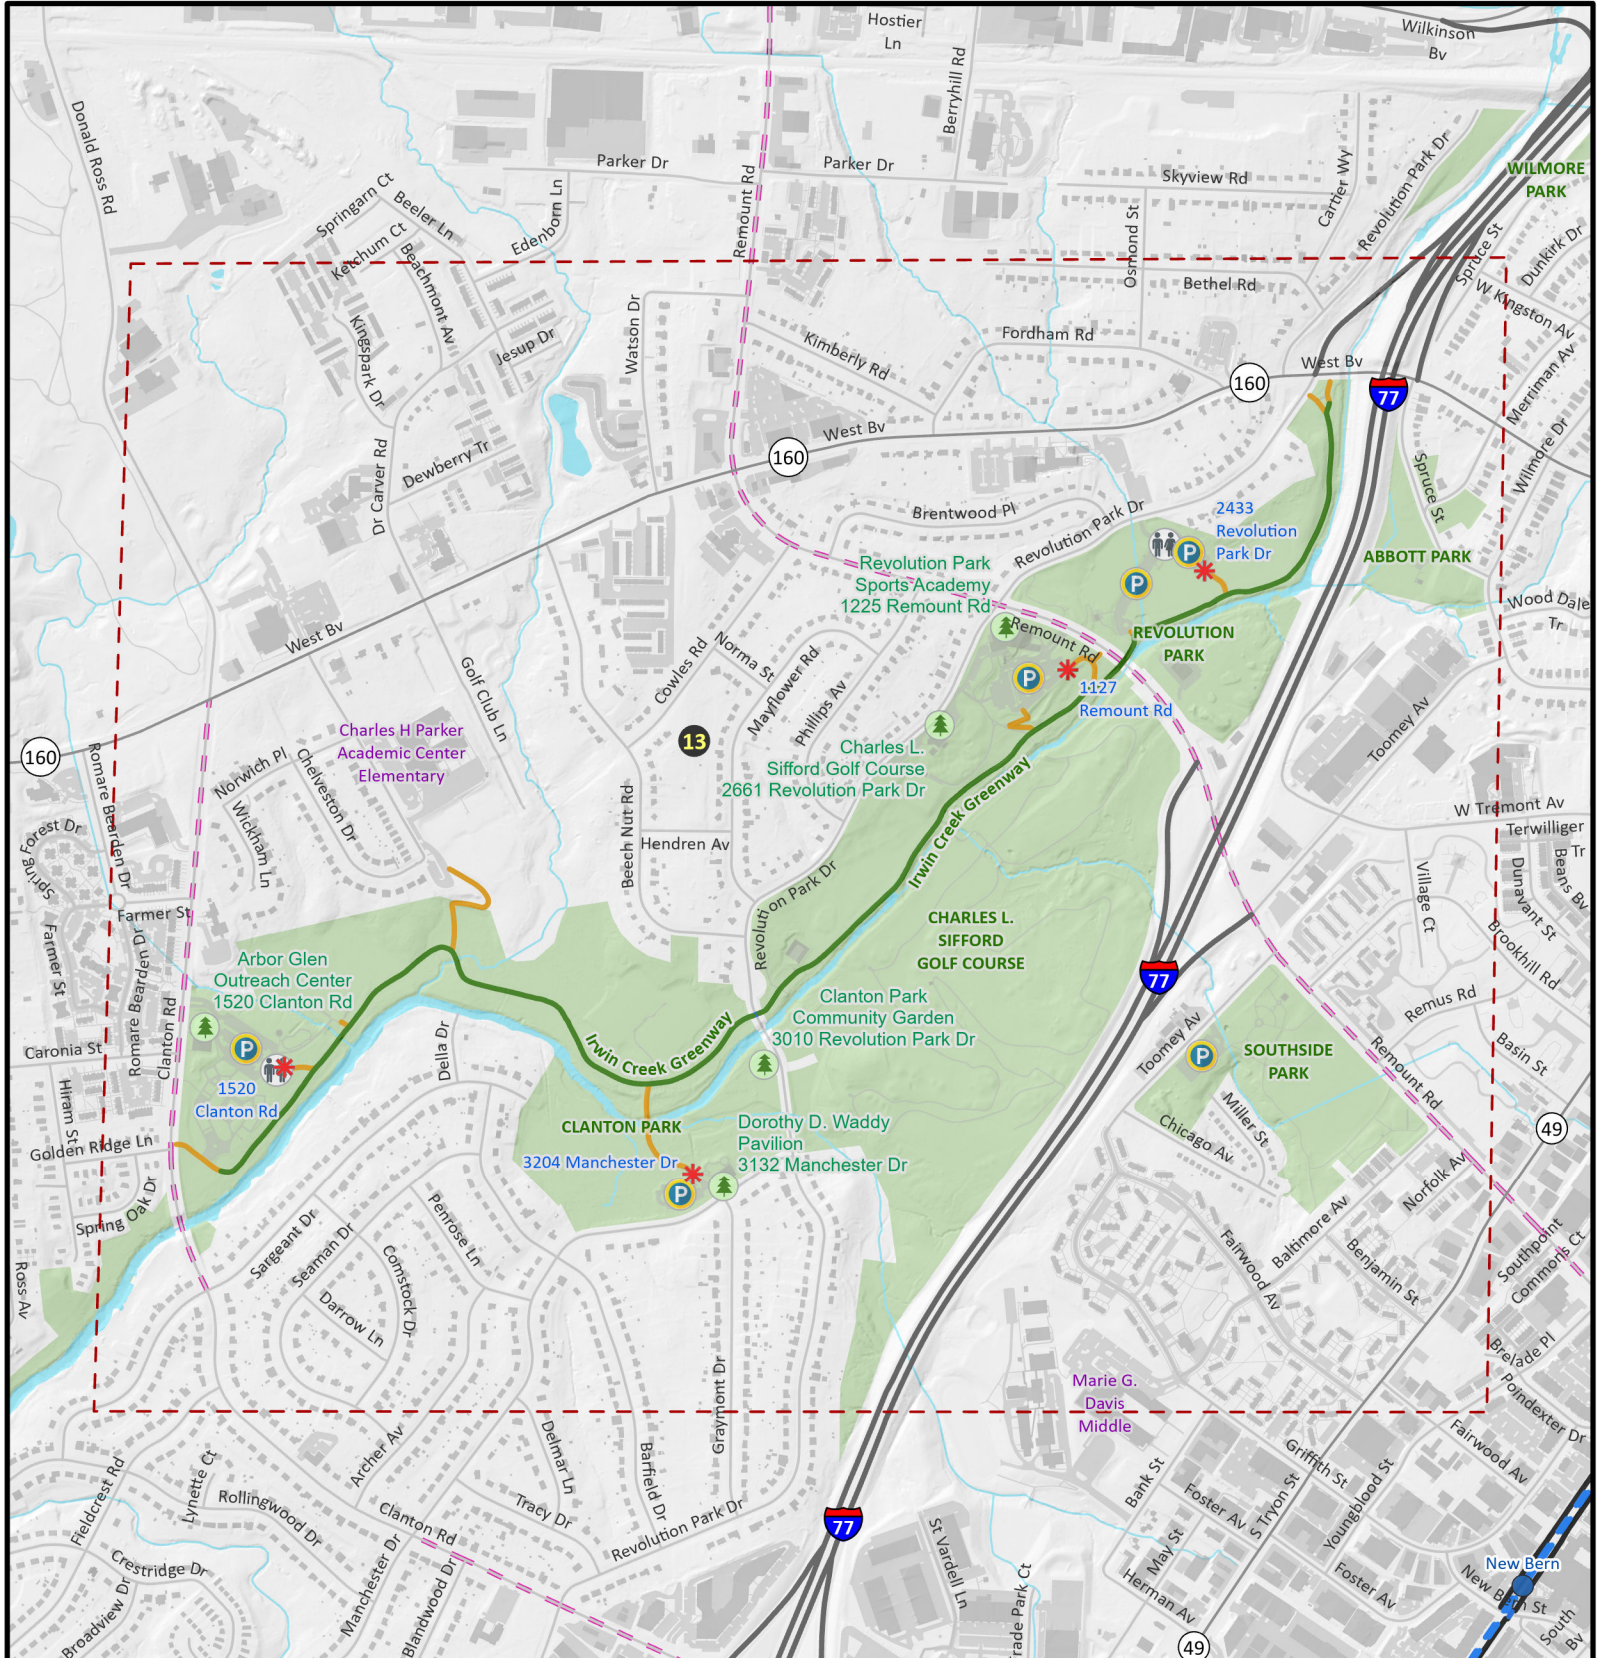 Hostier
Ln
Wilkinson
Bv
Donald Ross Rd
Berryhill Rd
Parker Dr
Parker Dr
Remount Rd
Skyview Rd
Cartier Wy
Revolution Park Dr
WILMORE
PARK
Springarn Ct
Beeler Ln
Edenborn Ln
Ketchum Ct
Beachmont Av
Osmond St
Bethel Rd
Spruce St
Dunkirk Dr
W Kingston Av
Kingspark Dr
Jesup Dr
Watson Dr
Kimberly Rd
Fordham Rd
West Bv
160
77
Merriman Av
Dr Carver Rd
Dewberry Tr
160
West Bv
Wilmore Dr
Spruce St
Brentwood Pl
Revolution Park Dr
2433
Revolution
Park Dr
P
P
ABBOTT PARK
Revolution Park
Sports Academy
1225 Remount Rd
Wood Dale
Tr
West Bv
Remount Rd
REVOLUTION
PARK
Cowles Rd
Norma St
Mayflower Rd
Phillips Av
P
1127
Remount Rd
Golf Club Ln
Charles H Parker
Academic Center
Elementary
13
Toomey Av
160
Romare Bearden Dr
Norwich Pl
Chelveston Dr
Wickham Ln
Charles L.
Sifford Golf Course
2661 Revolution Park Dr
Irwin Creek Greenway
W Tremont Av
Terwilliger
Tr
Forest Dr
Spring
Beech Nut Rd
Hendren Av
Revolution Park Dr
Village Ct
Dunavant St
Beans Bv
Farmer St
Farmer St
Romare Bearden Dr
Clanton Rd
CHARLES L.
SIFFORD
GOLF COURSE
Brookhill Rd
Arbor Glen
Outreach Center
1520 Clanton Rd
77
Remus Rd
Clanton Park
Community Garden
3010 Revolution Park Dr
Caronia St
P
1520
Clanton Rd
Della Dr
Irwin Creek Greenway
Toomey Av
P
SOUTHSIDE
PARK
Remount Rd
Basin St
Hiram St
Golden Ridge Ln
CLANTON PARK
Dorothy D. Waddy
Pavilion
3132 Manchester Dr
3204 Manchester Dr
P
Chicago Av
Miller St
49
Norfolk Av
Spring Oak Dr
Sargeant Dr
Seaman Dr
Penrose Ln
Comstock Dr
Darrow Ln
Ross Av
Fairwood Av
Baltimore Av
Benjamin St
Southpoint
Commons Ct
Brelade Pl
Graymont Dr
Marie G.
Davis
Middle
Poindexter Dr
Fieldcrest Rd
Lynette Ct
Archer Av
Delmar Ln
Barfield Dr
Rollingwood Dr
Clanton Rd
Tracy Dr
Revolution Park Dr
77
Griffith St
Fairwood Av
Bank St
Foster Av
S Tryon St
Youngblood St
Crestridge Dr
Broadview Dr
Manchester Dr
Blandwood Dr
St Vardell Ln
Trade Park Ct
May St
Herman Av
49
Foster Av
New Bern
New Bern St
South
Bv